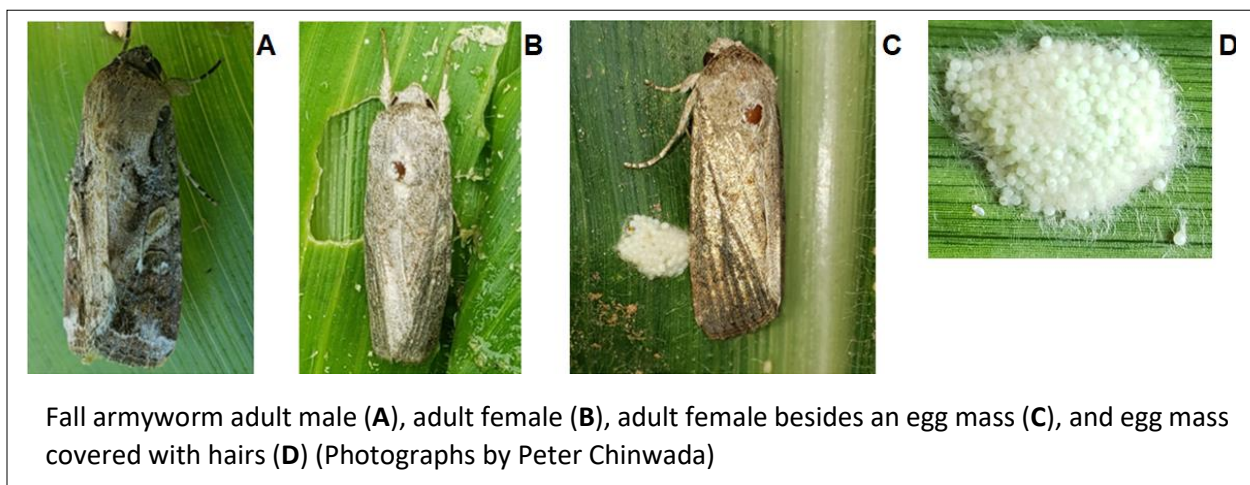 A
B
C
D
Fall armyworm adult male (A), adult female (B), adult female besides an egg mass (C), and egg mass
covered with hairs (D) (Photographs by Peter Chinwada)